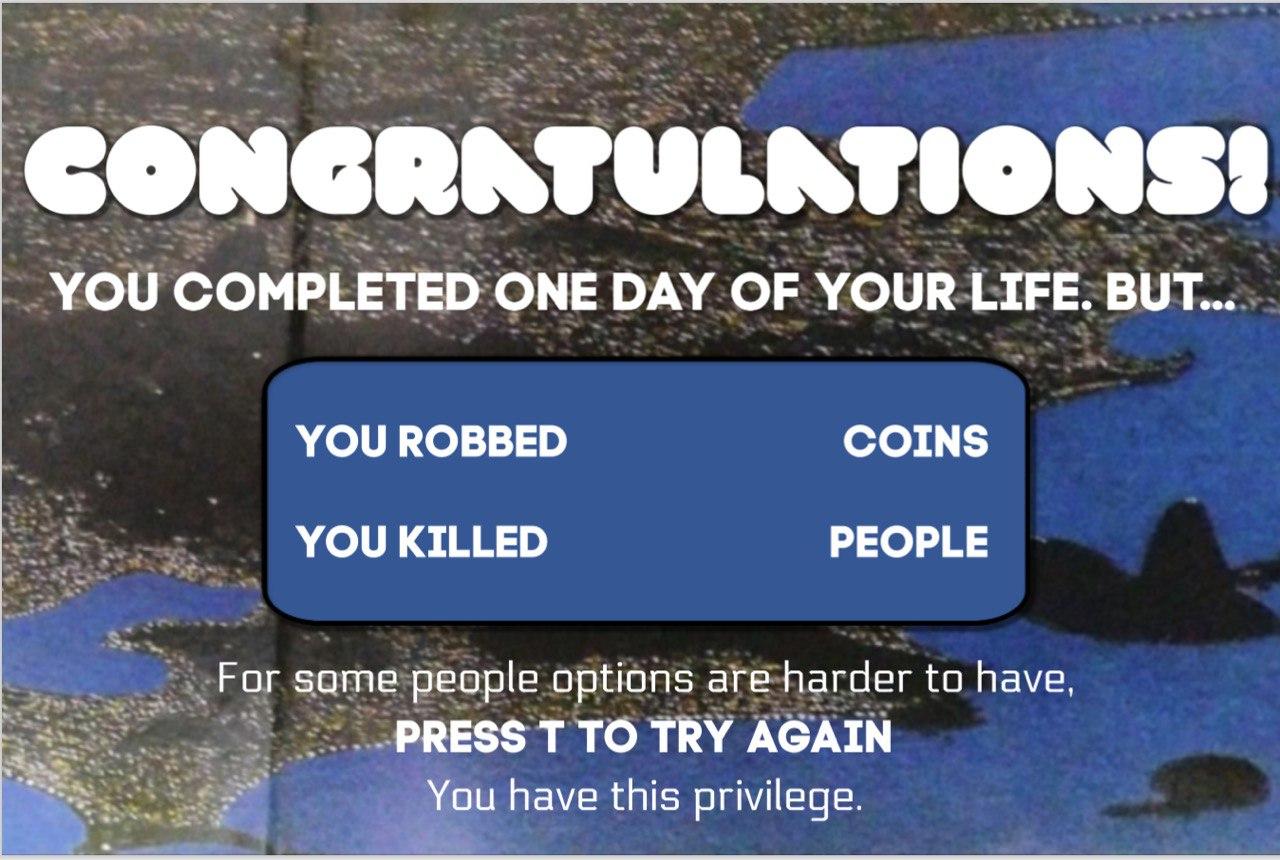 CONGRATULATIONS!
YOU COMPLETED ONE DAY OF YOUR LIFE. BUT...
YOU ROBBED COINS
YOU KILLED PEOPLE
For some people options are harder to have,
PRESS T TO TRY AGAIN
You have this privilege.